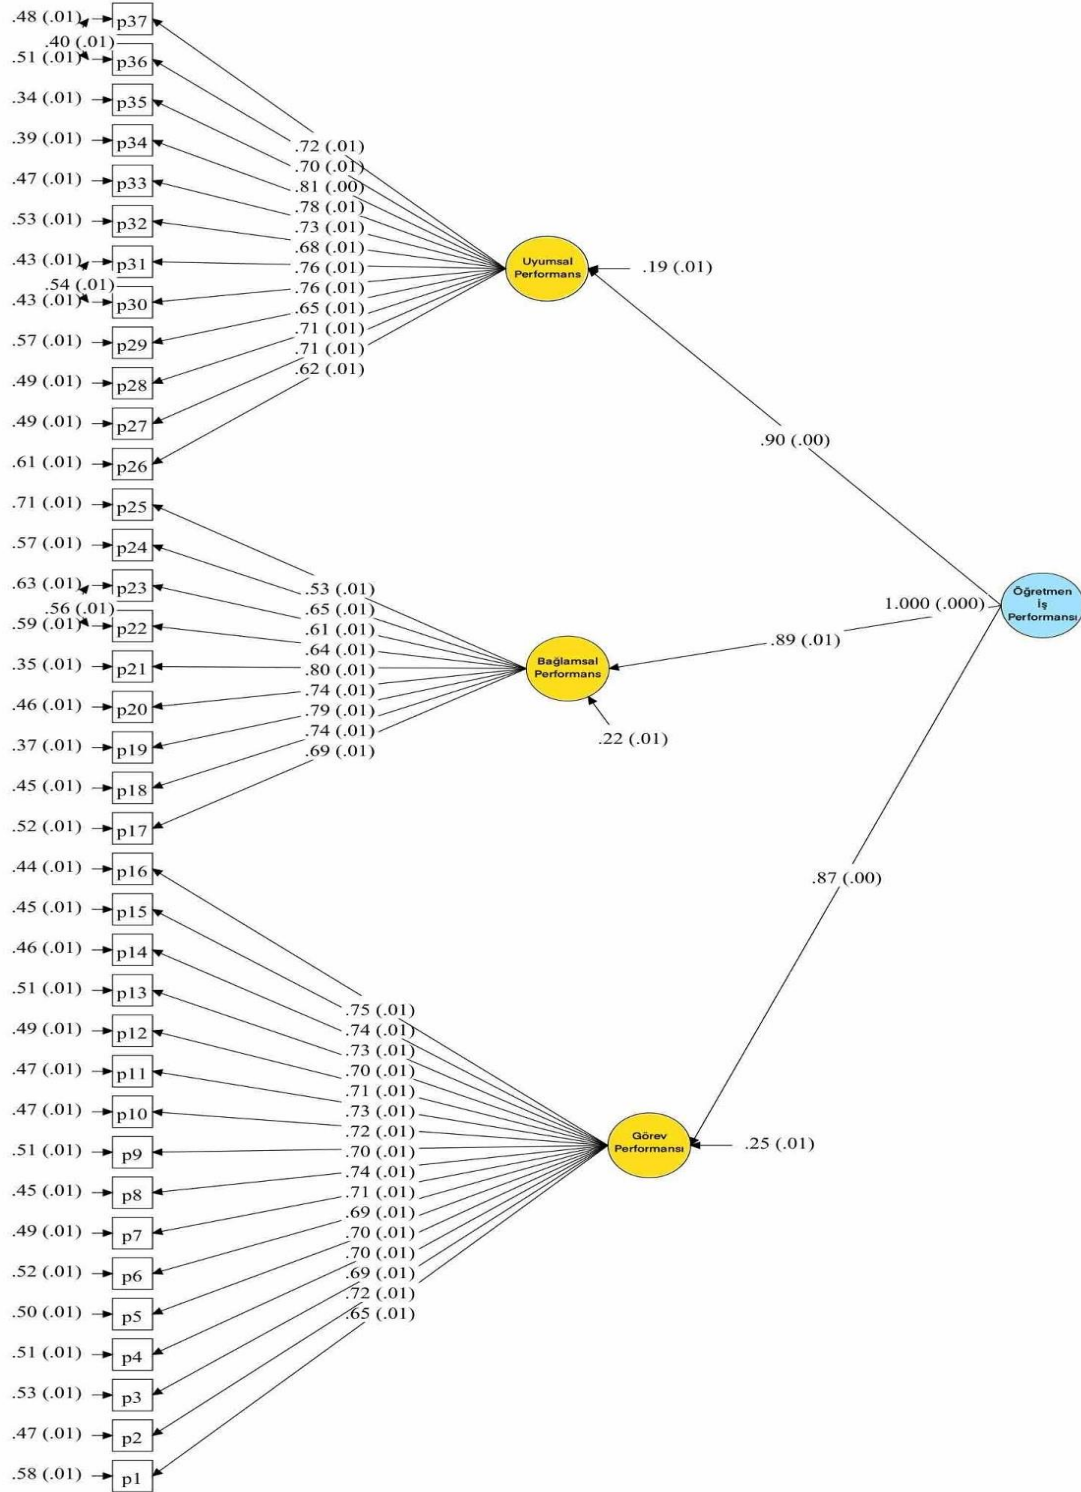 .48 (.01)
p37
.40 (.01)
.51 (.01)
p36
.34 (.01)
p35
.39 (.01)
p34
.47 (.01)
p33
.53 (.01)
p32
.43 (.01)
p31
.54 (.01)
.43 (.01)
p30
.57 (.01)
p29
.49 (.01)
p28
.49 (.01)
p27
.61 (.01)
p26
.71 (.01)
p25
.57 (.01)
p24
.63 (.01)
p23
.56 (.01)
.59 (.01)
p22
.35 (.01)
p21
.46 (.01)
p20
.37 (.01)
p19
.45 (.01)
p18
.52 (.01)
p17
.44 (.01)
p16
.45 (.01)
p15
.46 (.01)
p14
.51 (.01)
p13
.49 (.01)
p12
.47 (.01)
p11
.47 (.01)
p10
.51 (.01)
p9
.45 (.01)
p8
.49 (.01)
p7
.52 (.01)
p6
.50 (.01)
p5
.51 (.01)
p4
.53 (.01)
p3
.47 (.01)
p2
.58 (.01)
p1
.72 (.01)
.70 (.01)
.81 (.00)
.78 (.01)
.73 (.01)
.68 (.01)
.76 (.01)
.76 (.01)
.65 (.01)
.71 (.01)
.71 (.01)
.62 (.01)
.53 (.01)
.65 (.01)
.61 (.01)
.64 (.01)
.80 (.01)
.74 (.01)
.79 (.01)
.74 (.01)
.69 (.01)
.75 (.01)
.74 (.01)
.73 (.01)
.70 (.01)
.71 (.01)
.73 (.01)
.72 (.01)
.70 (.01)
.74 (.01)
.71 (.01)
.69 (.01)
.70 (.01)
.70 (.01)
.69 (.01)
.72 (.01)
.65 (.01)
Uyumsal
Performans
.19 (.01)
Bağlamsal
Performans
.22 (.01)
Görev
Performansı
.25 (.01)
.90 (.00)
.89 (.01)
.87 (.00)
1.000 (.000)
Öğretmen
İş
Performansı